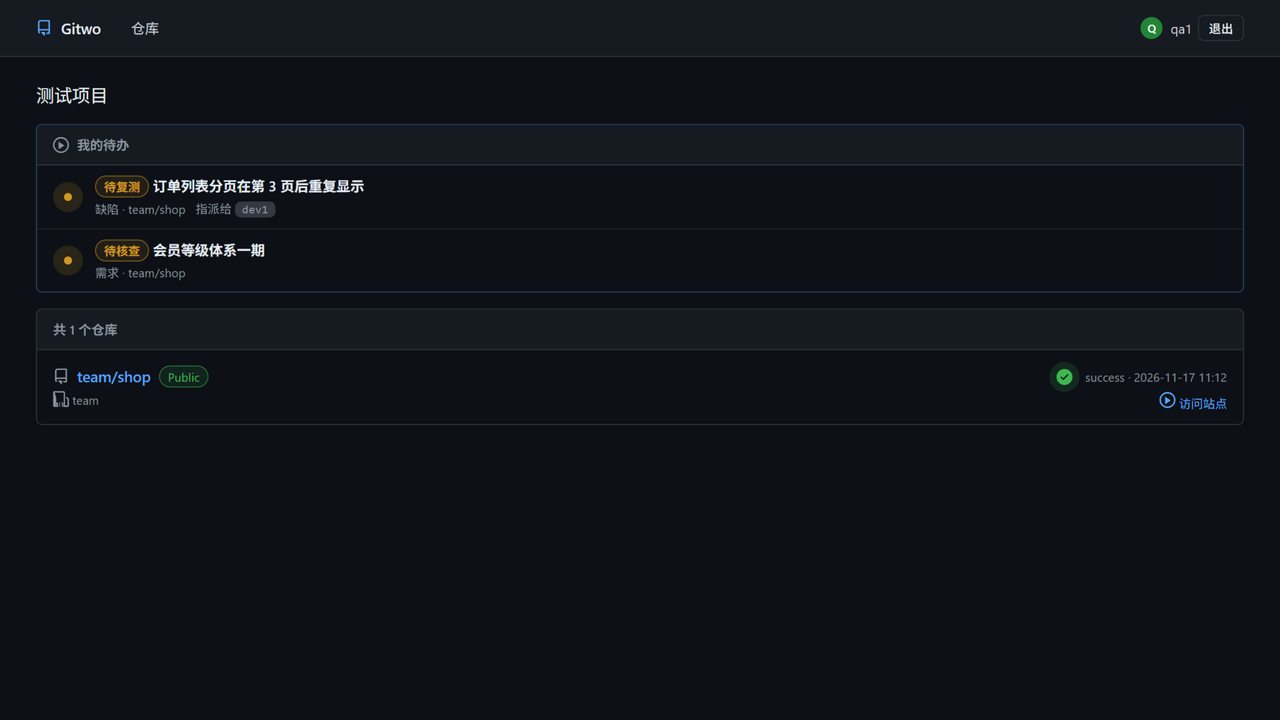 Gitwo 仓库 Q qa1 退出
测试项目
我的待办
待复测 订单列表分页在第 3 页后重复显示
缺陷 · team/shop 指派给 dev1
待核查 会员等级体系一期
需求 · team/shop
共 1 个仓库
team/shop Public success · 2026-11-17 11:12
team 访问站点